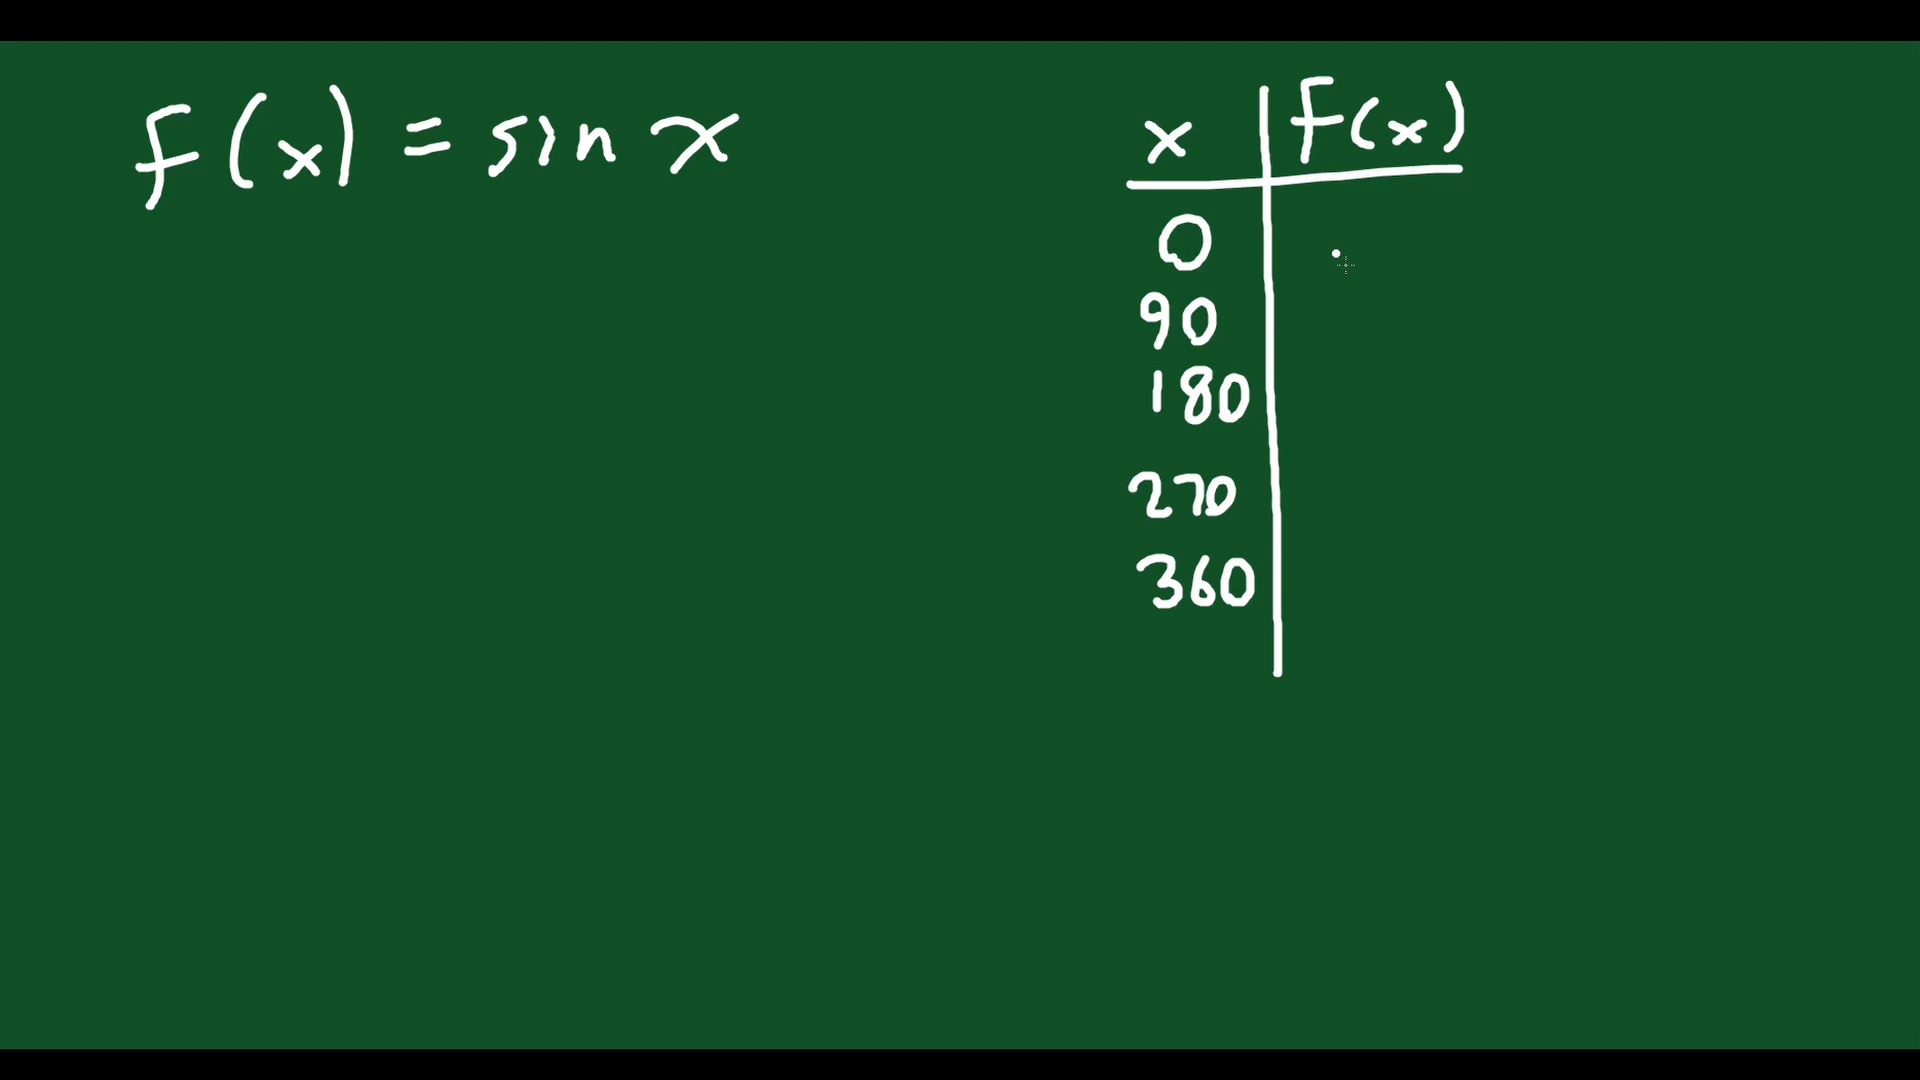 f(x) = sin x
x f(x)
0
90
180
270
360